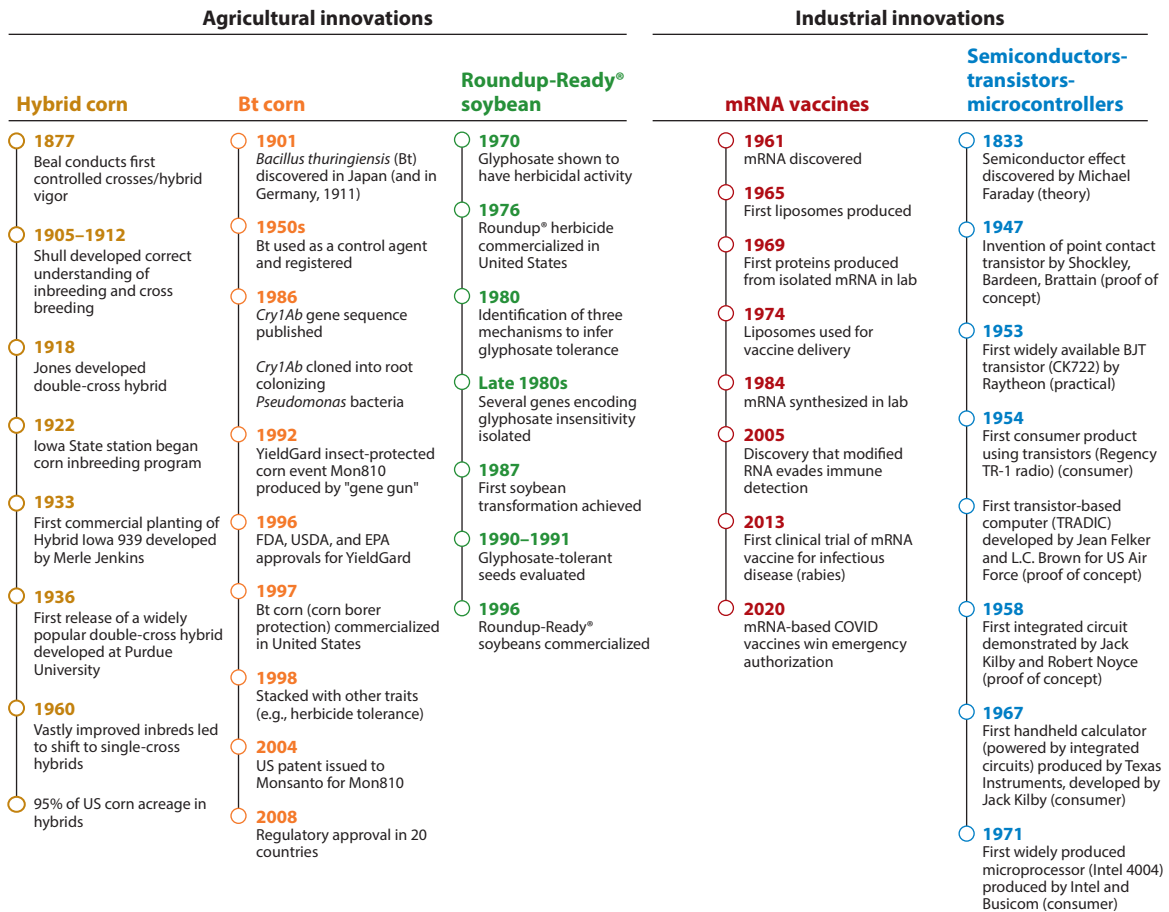 Agricultural innovations
Industrial innovations
Hybrid corn
1877
Beal conducts first
controlled crosses/hybrid
vigor
1905–1912
Shull developed correct
understanding of
inbreeding and cross
breeding
1918
Jones developed
double-cross hybrid
1922
Iowa State station began
corn inbreeding program
1933
First commercial planting of
Hybrid Iowa 939 developed
by Merle Jenkins
1936
First release of a widely
popular double-cross hybrid
developed at Purdue
University
1960
Vastly improved inbreds led
to shift to single-cross
hybrids
95% of US corn acreage in
hybrids
Bt corn
1901
Bacillus thuringiensis (Bt)
discovered in Japan (and in
Germany, 1911)
1950s
Bt used as a control agent
and registered
1986
Cry1Ab gene sequence
published
Cry1Ab cloned into root
colonizing
Pseudomonas bacteria
1992
YieldGard insect-protected
corn event Mon810
produced by "gene gun"
1996
FDA, USDA, and EPA
approvals for YieldGard
1997
Bt corn (corn borer
protection) commercialized
in United States
1998
Stacked with other traits
(e.g., herbicide tolerance)
2004
US patent issued to
Monsanto for Mon810
2008
Regulatory approval in 20
countries
Roundup-Ready®
soybean
1970
Glyphosate shown to
have herbicidal activity
1976
Roundup® herbicide
commercialized in
United States
1980
Identification of three
mechanisms to infer
glyphosate tolerance
Late 1980s
Several genes encoding
glyphosate insensitivity
isolated
1987
First soybean
transformation achieved
1990–1991
Glyphosate-tolerant
seeds evaluated
1996
Roundup-Ready®
soybeans commercialized
mRNA vaccines
1961
mRNA discovered
1965
First liposomes produced
1969
First proteins produced
from isolated mRNA in lab
1974
Liposomes used for
vaccine delivery
1984
mRNA synthesized in lab
2005
Discovery that modified
RNA evades immune
detection
2013
First clinical trial of mRNA
vaccine for infectious
disease (rabies)
2020
mRNA-based COVID
vaccines win emergency
authorization
Semiconductors-
transistors-
microcontrollers
1833
Semiconductor effect
discovered by Michael
Faraday (theory)
1947
Invention of point contact
transistor by Shockley,
Bardeen, Brattain (proof of
concept)
1953
First widely available BJT
transistor (CK722) by
Raytheon (practical)
1954
First consumer product
using transistors (Regency
TR-1 radio) (consumer)
First transistor-based
computer (TRADIC)
developed by Jean Felker
and L.C. Brown for US Air
Force (proof of concept)
1958
First integrated circuit
demonstrated by Jack
Kilby and Robert Noyce
(proof of concept)
1967
First handheld calculator
(powered by integrated
circuits) produced by Texas
Instruments, developed by
Jack Kilby (consumer)
1971
First widely produced
microprocessor (Intel 4004)
produced by Intel and
Busicom (consumer)